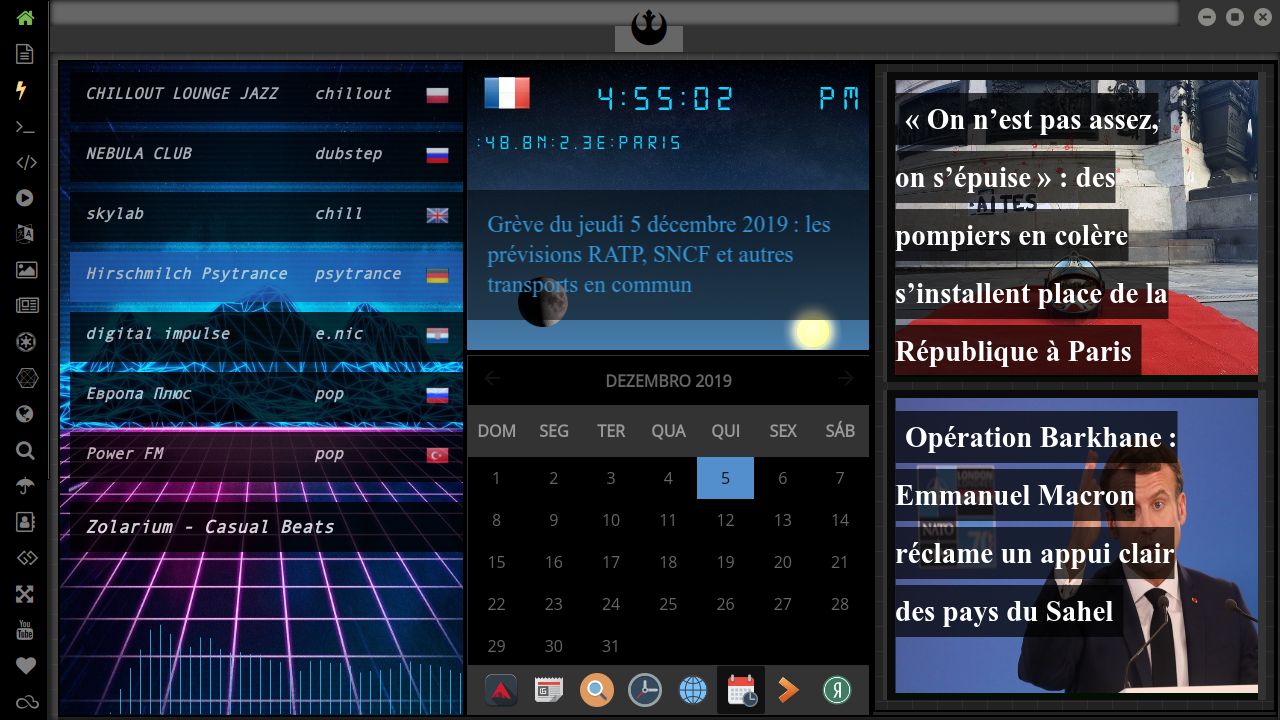 CHILLOUT LOUNGE JAZZ chillout
NEBULA CLUB dubstep
skylab chill
Hirschmilch Psytrance psytrance
digital impulse e.nic
Европа Плюс pop
Power FM pop
Zolarium - Casual Beats
4:55:02 PM
:48.8N:2.3E:PARIS
Grève du jeudi 5 décembre 2019 : les
prévisions RATP, SNCF et autres
transports en commun
DEZEMBRO 2019
DOM SEG TER QUA QUI SEX SÁB
1 2 3 4 5 6 7
8 9 10 11 12 13 14
15 16 17 18 19 20 21
22 23 24 25 26 27 28
29 30 31
« On n’est pas assez,
on s’épuise » : des
pompiers en colère
s’installent place de la
République à Paris
Opération Barkhane :
Emmanuel Macron
réclame un appui clair
des pays du Sahel
LONDON
NATO
70
You
Tube
Я